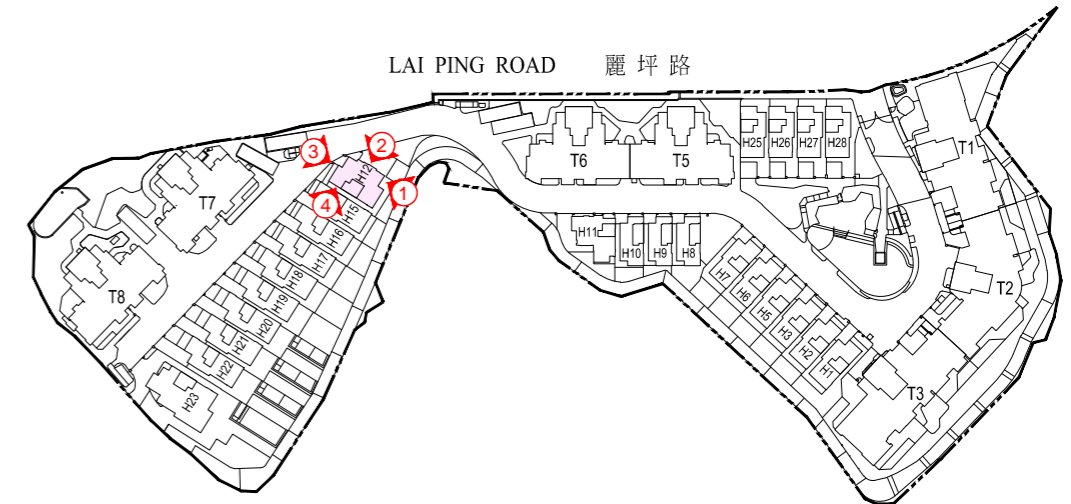 LAI PING ROAD 麗坪路
3
2
1
4
H12
H15
H16
H17
H18
H19
H20
H21
H22
H23
T7
T8
T6
T5
H25
H26
H27
H28
T1
T2
T3
H11
H10
H9
H8
H7
H6
H5
H3
H2
H1